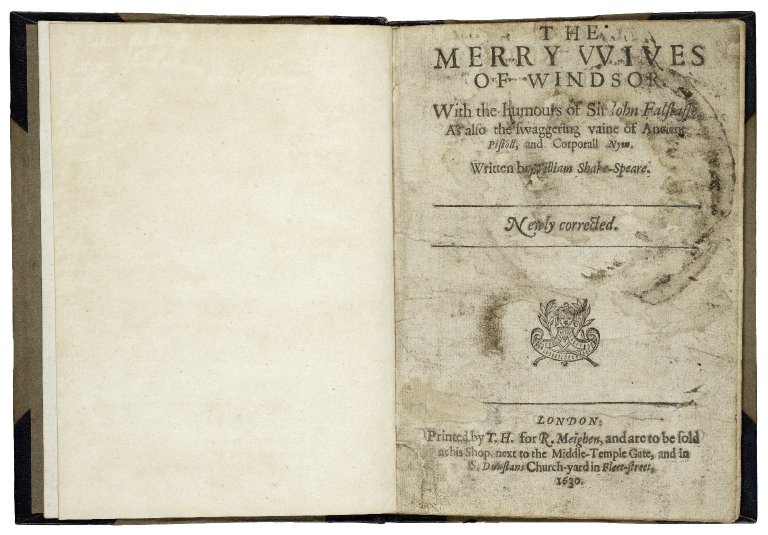 THE
MERRY VVIVES
OF WINDSOR.
With the humours of Sir Iohn Falstaffe,
As also the swaggering vaine of Ancient
Pistoll, and Corporall Nym.
Written by William Shake-Speare.
Newly corrected.
LONDON:
Printed by T. H. for R. Meighen, and are to be sold
at his Shop, next to the Middle-Temple Gate, and in
S. Dunstans Church-yard in Fleet-street,
1630.